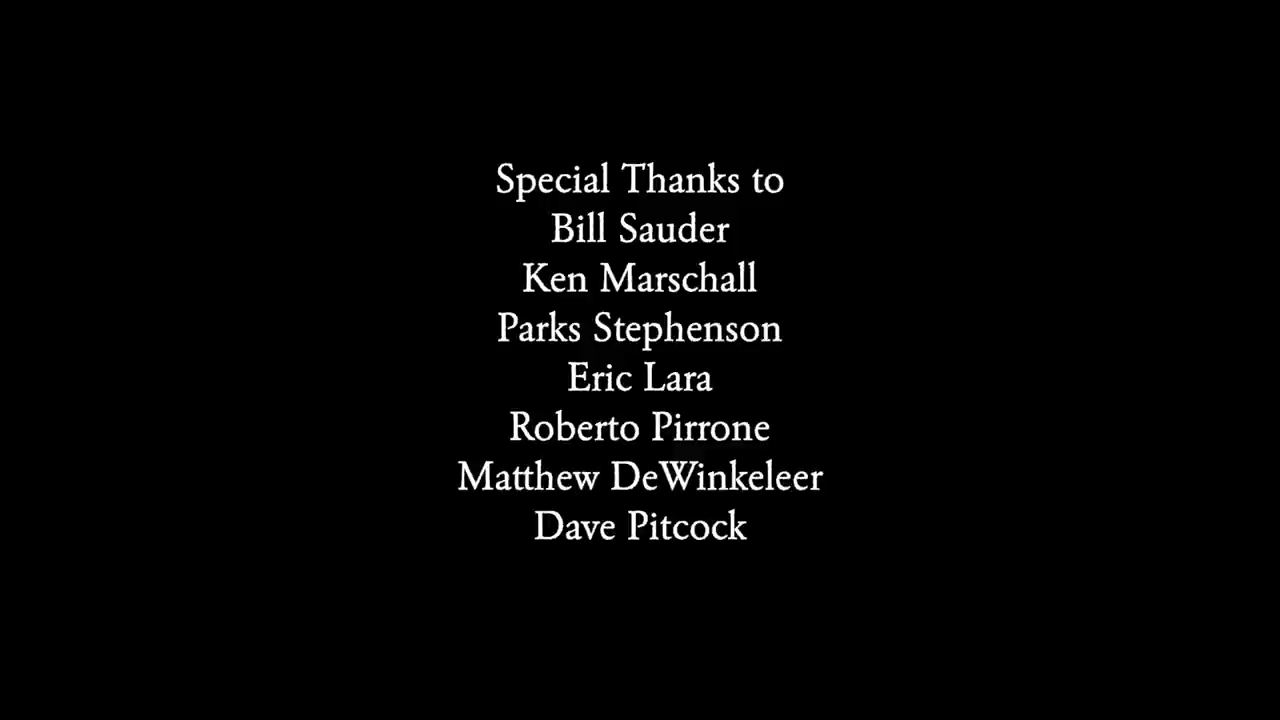 Special Thanks to
Bill Sauder
Ken Marschall
Parks Stephenson
Eric Lara
Roberto Pirrone
Matthew DeWinkeleer
Dave Pitcock